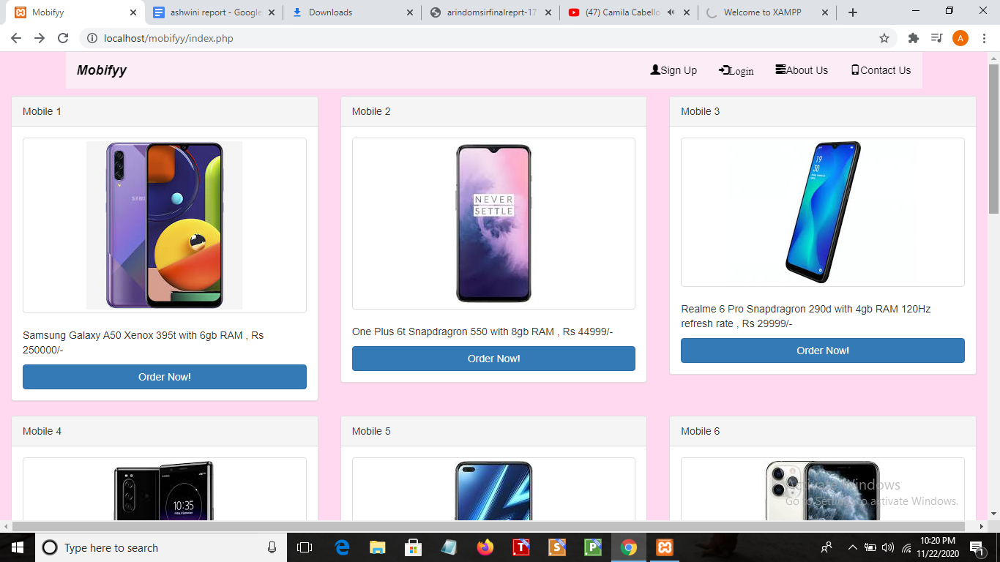 Mobifyy
ashwini report - Google
Downloads
arindomsirfinalreprt-17
(47) Camila Cabello
Welcome to XAMPP
localhost/mobifyy/index.php
A
Mobifyy
Sign Up
Login
About Us
Contact Us
Mobile 1
Mobile 2
Mobile 3
NEVER
SETTLE
19
30
Samsung Galaxy A50 Xenox 395t with 6gb RAM , Rs
250000/-
Order Now!
One Plus 6t Snapdragron 550 with 8gb RAM , Rs 44999/-
Order Now!
Realme 6 Pro Snapdragron 290d with 4gb RAM 120Hz
refresh rate , Rs 29999/-
Order Now!
Mobile 4
Mobile 5
Mobile 6
10:35
Activate Windows
Go to Settings to activate Windows.
Type here to search
T
S
P
10:20 PM
11/22/2020
1